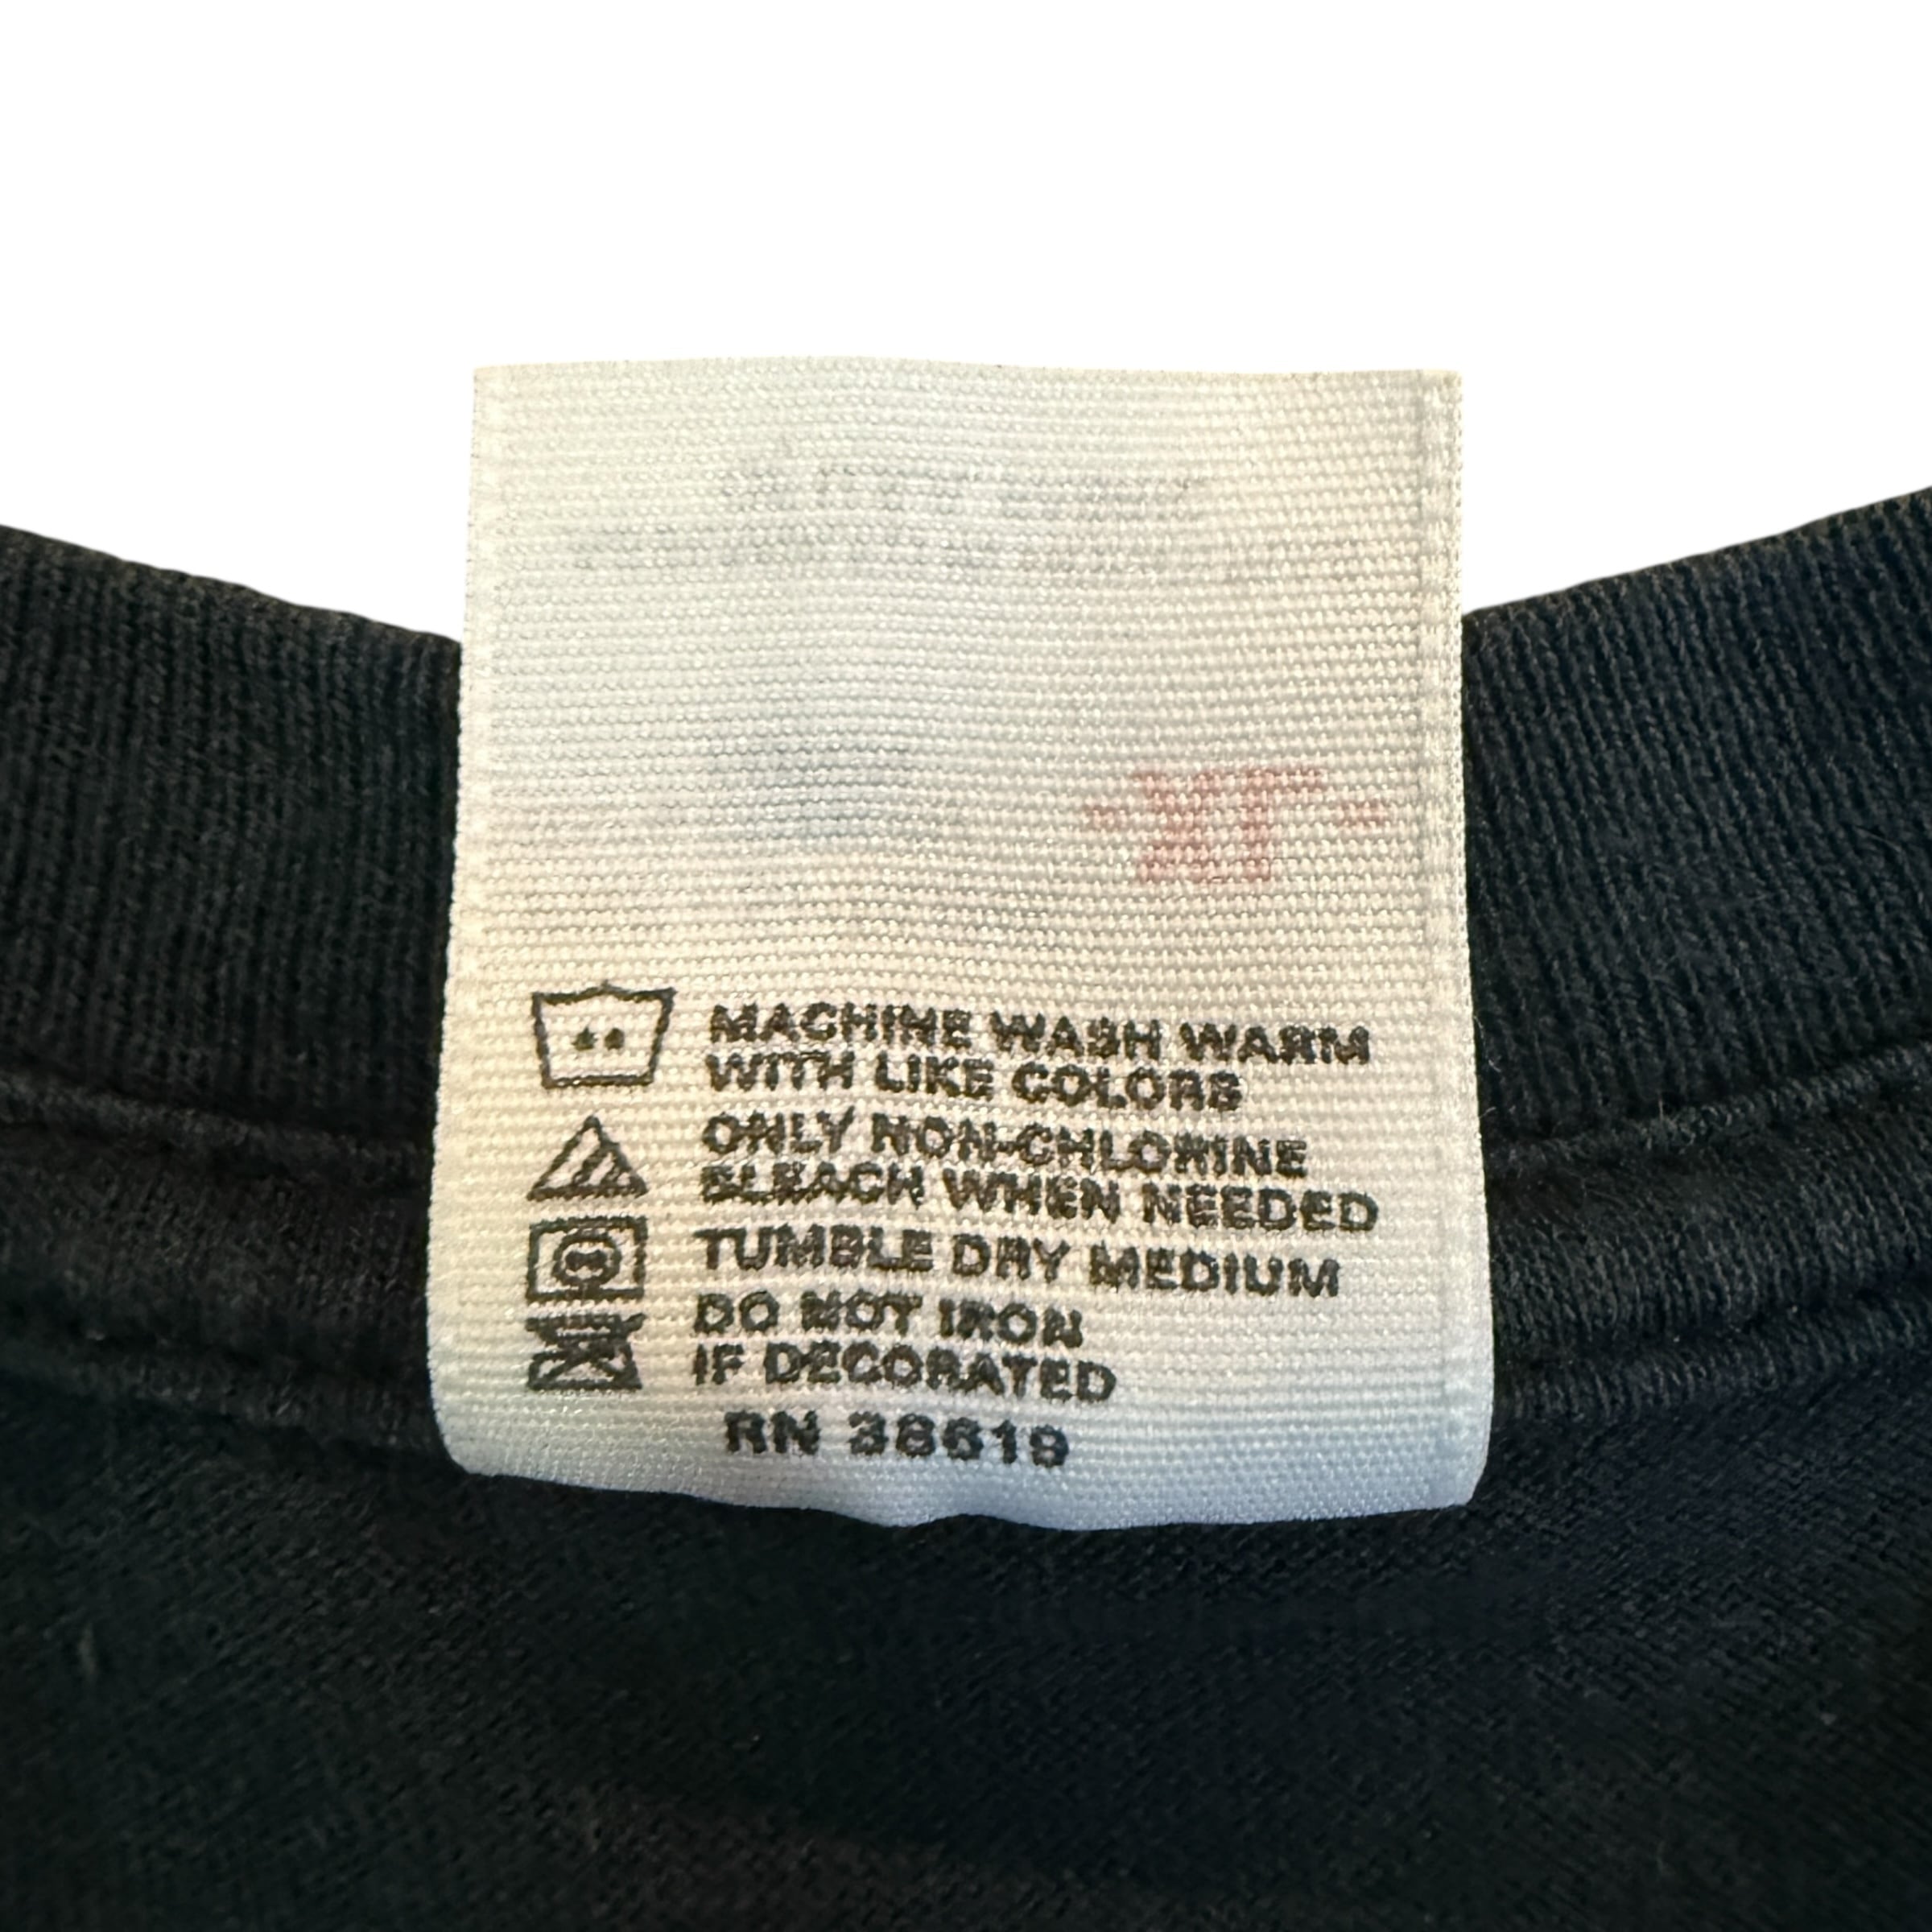 MACHINE WASH WARM
WITH LIKE COLORS
ONLY NON-CHLORINE
BLEACH WHEN NEEDED
TUMBLE DRY MEDIUM
DO NOT IRON
IF DECORATED
RN 38619